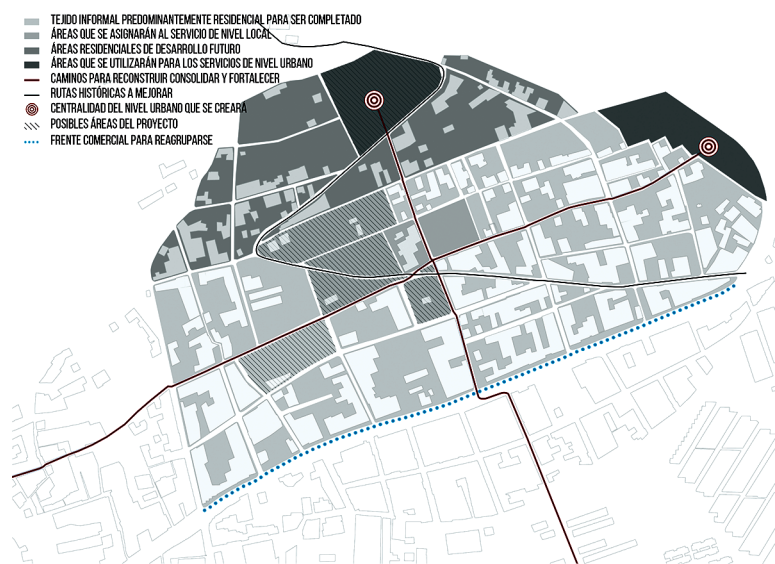 TEJIDO INFORMAL PREDOMINANTEMENTE RESIDENCIAL PARA SER COMPLETADO
ÁREAS QUE SE ASIGNARÁN AL SERVICIO DE NIVEL LOCAL
ÁREAS RESIDENCIALES DE DESARROLLO FUTURO
ÁREAS QUE SE UTILIZARÁN PARA LOS SERVICIOS DE NIVEL URBANO
CAMINOS PARA RECONSTRUIR CONSOLIDAR Y FORTALECER
RUTAS HISTÓRICAS A MEJORAR
CENTRALIDAD DEL NIVEL URBANO QUE SE CREARÁ
POSIBLES ÁREAS DEL PROYECTO
FRENTE COMERCIAL PARA REAGRUPARSE